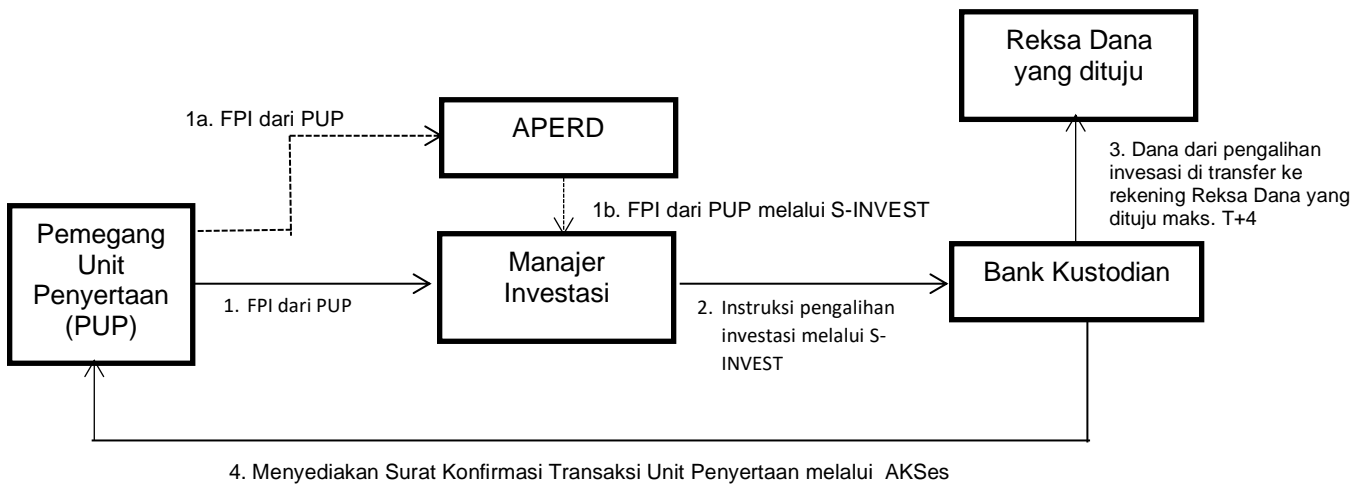 Reksa Dana
yang dituju
1a. FPI dari PUP
APERD
3. Dana dari pengalihan
invesasi di transfer ke
rekening Reksa Dana yang
dituju maks. T+4
1b. FPI dari PUP melalui S-INVEST
Pemegang
Unit
Penyertaan
(PUP)
Manajer
Investasi
Bank Kustodian
1. FPI dari PUP
2. Instruksi pengalihan
investasi melalui S-
INVEST
4. Menyediakan Surat Konfirmasi Transaksi Unit Penyertaan melalui AKSes